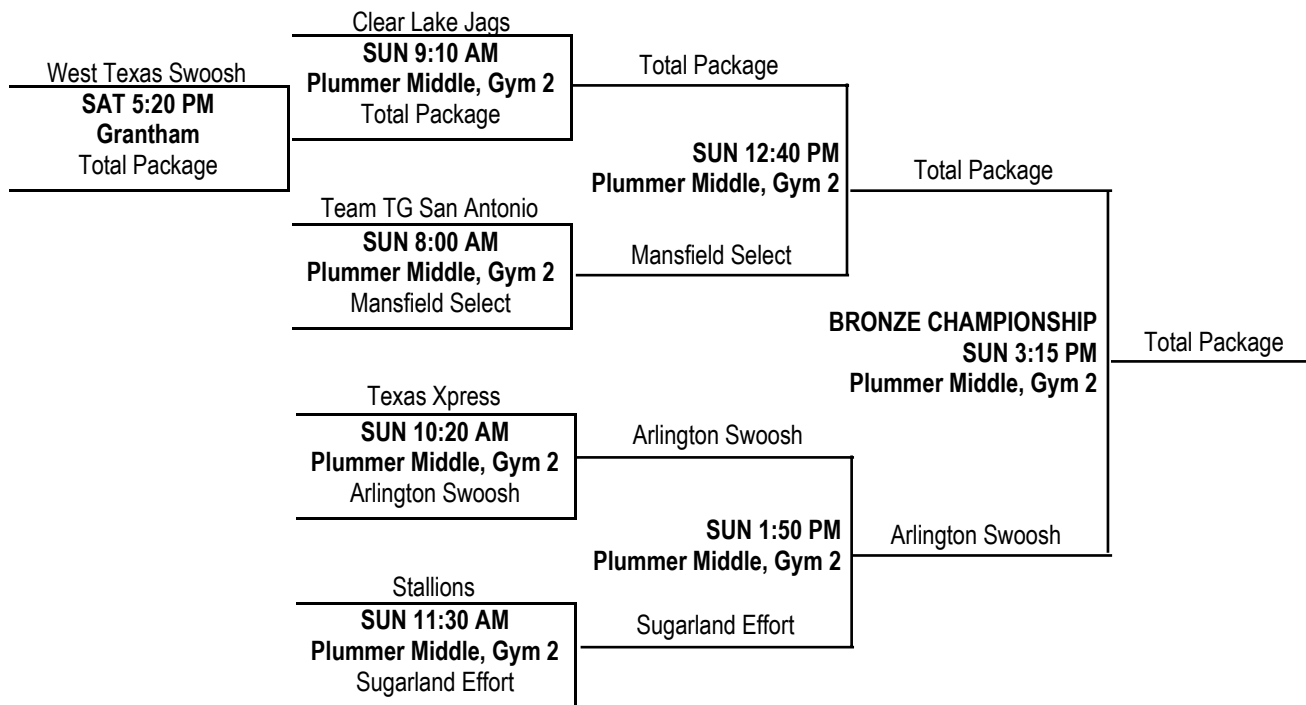 West Texas Swoosh
SAT 5:20 PM
Grantham
Total Package
Clear Lake Jags
SUN 9:10 AM
Plummer Middle, Gym 2
Total Package
Team TG San Antonio
SUN 8:00 AM
Plummer Middle, Gym 2
Mansfield Select
Texas Xpress
SUN 10:20 AM
Plummer Middle, Gym 2
Arlington Swoosh
Stallions
SUN 11:30 AM
Plummer Middle, Gym 2
Sugarland Effort
Total Package
SUN 12:40 PM
Plummer Middle, Gym 2
Mansfield Select
Arlington Swoosh
SUN 1:50 PM
Plummer Middle, Gym 2
Sugarland Effort
Total Package
BRONZE CHAMPIONSHIP
SUN 3:15 PM
Plummer Middle, Gym 2
Arlington Swoosh
Total Package